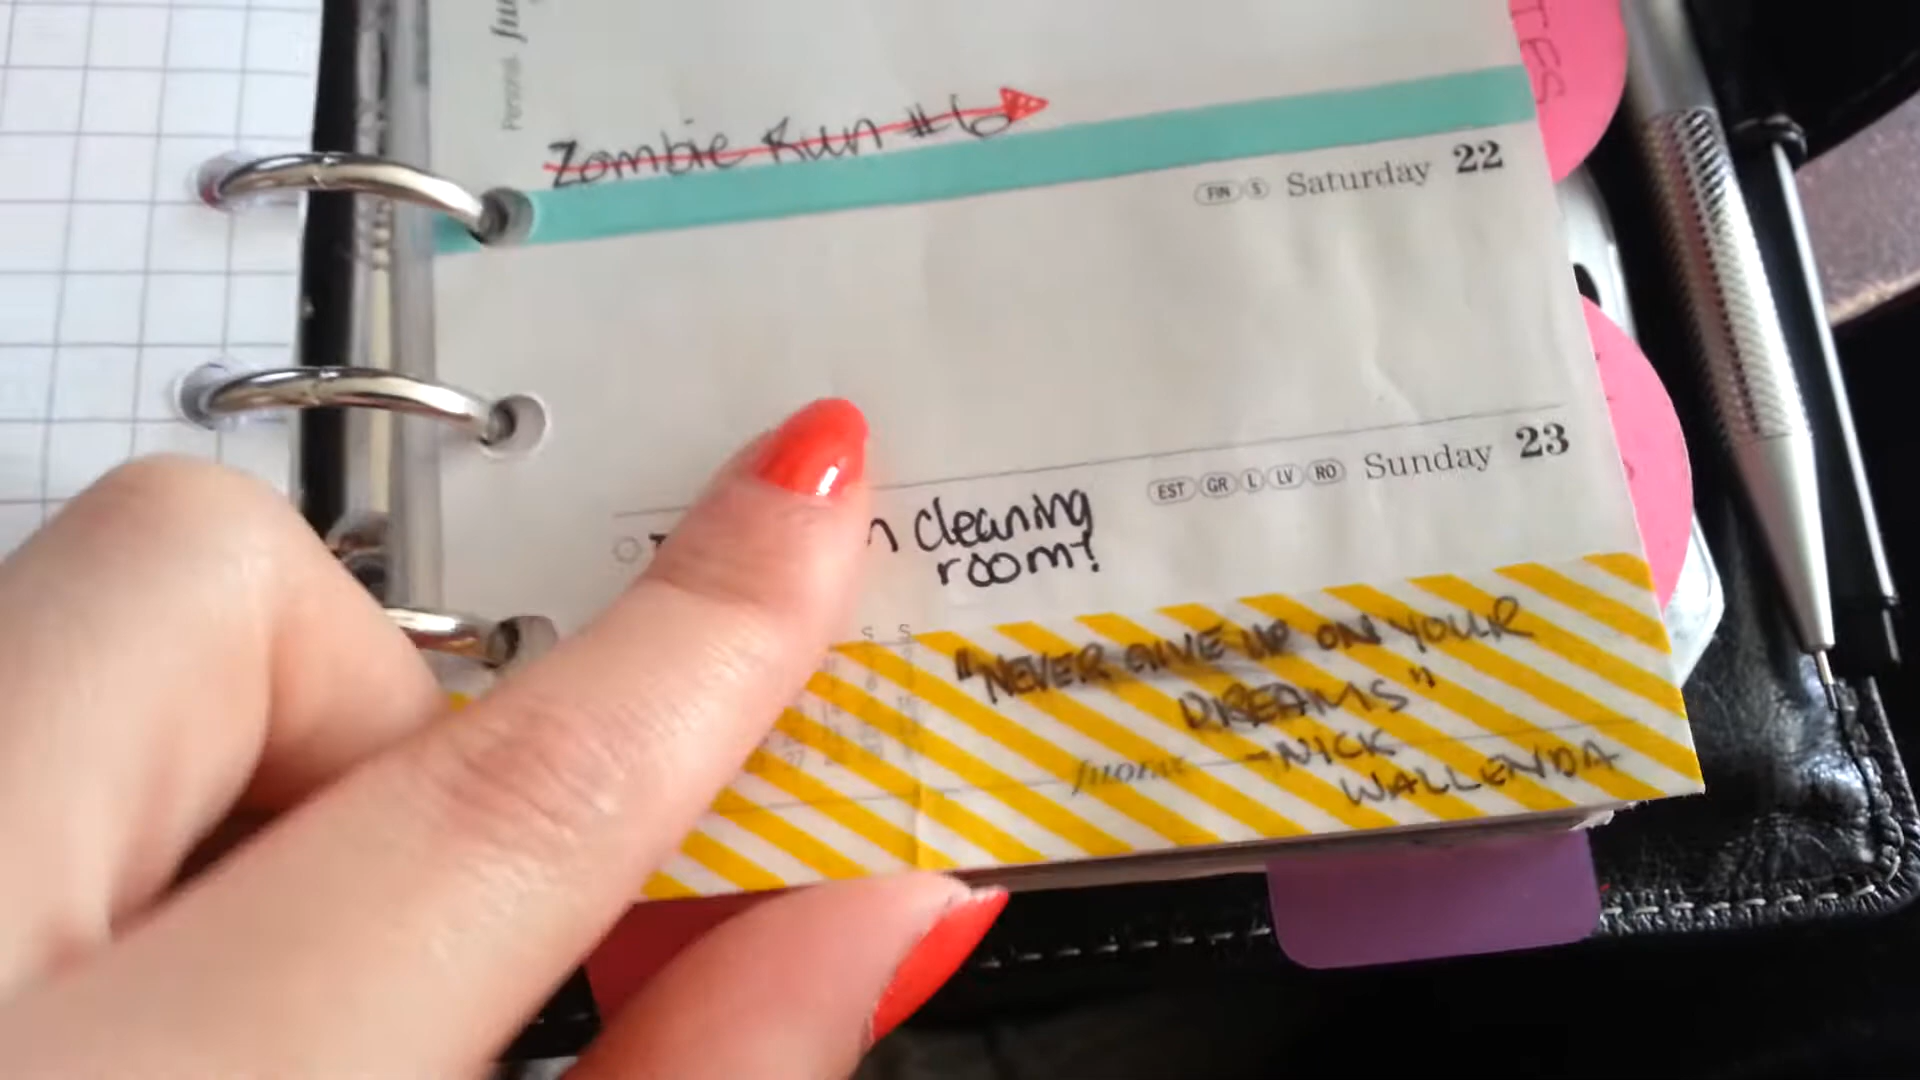 TES
Zombie Run #6
FIN S Saturday 22
EST GR L LV RO Sunday 23
cleaning
room!
S S
"NEVER GIVE UP ON YOUR
DREAMS"
-NICK
WALLENDA